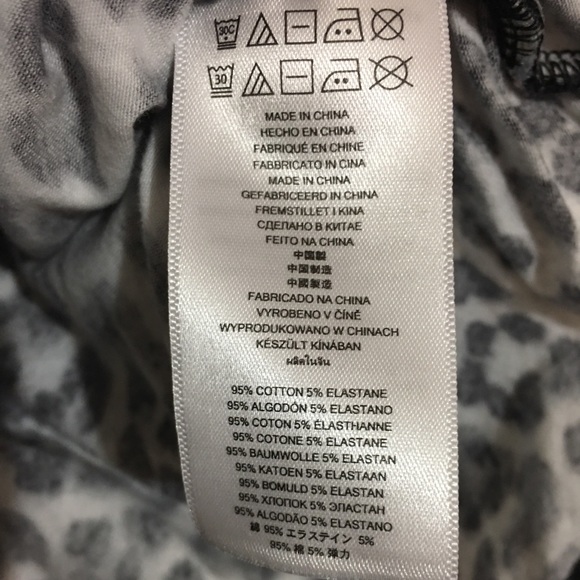 30C
30
MADE IN CHINA
HECHO EN CHINA
FABRIQUÉ EN CHINE
FABBRICATO IN CINA
MADE IN CHINA
GEFABRICEERD IN CHINA
FREMSTILLET I KINA
СДЕЛАНО В КИТАЕ
FEITO NA CHINA
中国製
中国制造
中國製造
FABRICADO NA CHINA
VYROBENO V ČÍNĚ
WYPRODUKOWANO W CHINACH
KÉSZÜLT KÍNÁBAN
ผลิตในจีน
95% COTTON 5% ELASTANE
95% ALGODÓN 5% ELASTANO
95% COTON 5% ÉLASTHANNE
95% COTONE 5% ELASTANE
95% BAUMWOLLE 5% ELASTAN
95% KATOEN 5% ELASTAAN
95% BOMULD 5% ELASTAN
95% ХЛОПОК 5% ЭЛАСТАН
95% ALGODÃO 5% ELASTANO
綿 95% エラステイン 5%
95% 棉 5% 弹力